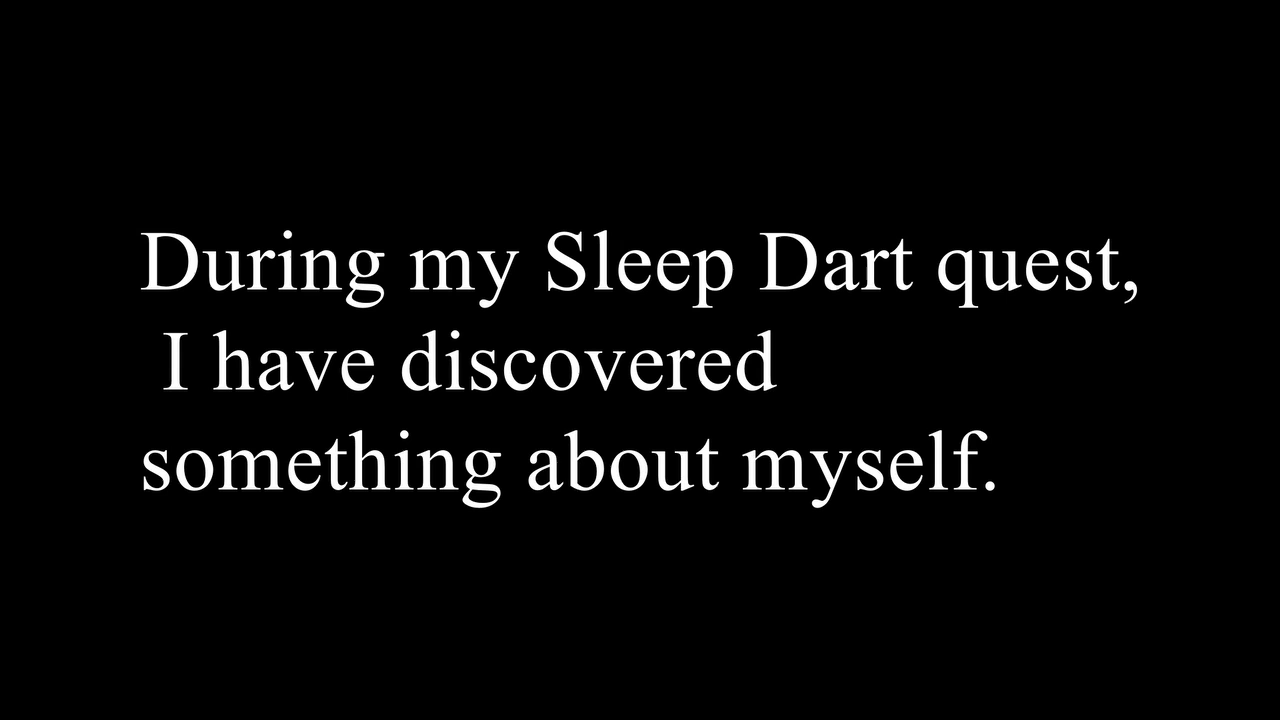 During my Sleep Dart quest,
I have discovered
something about myself.